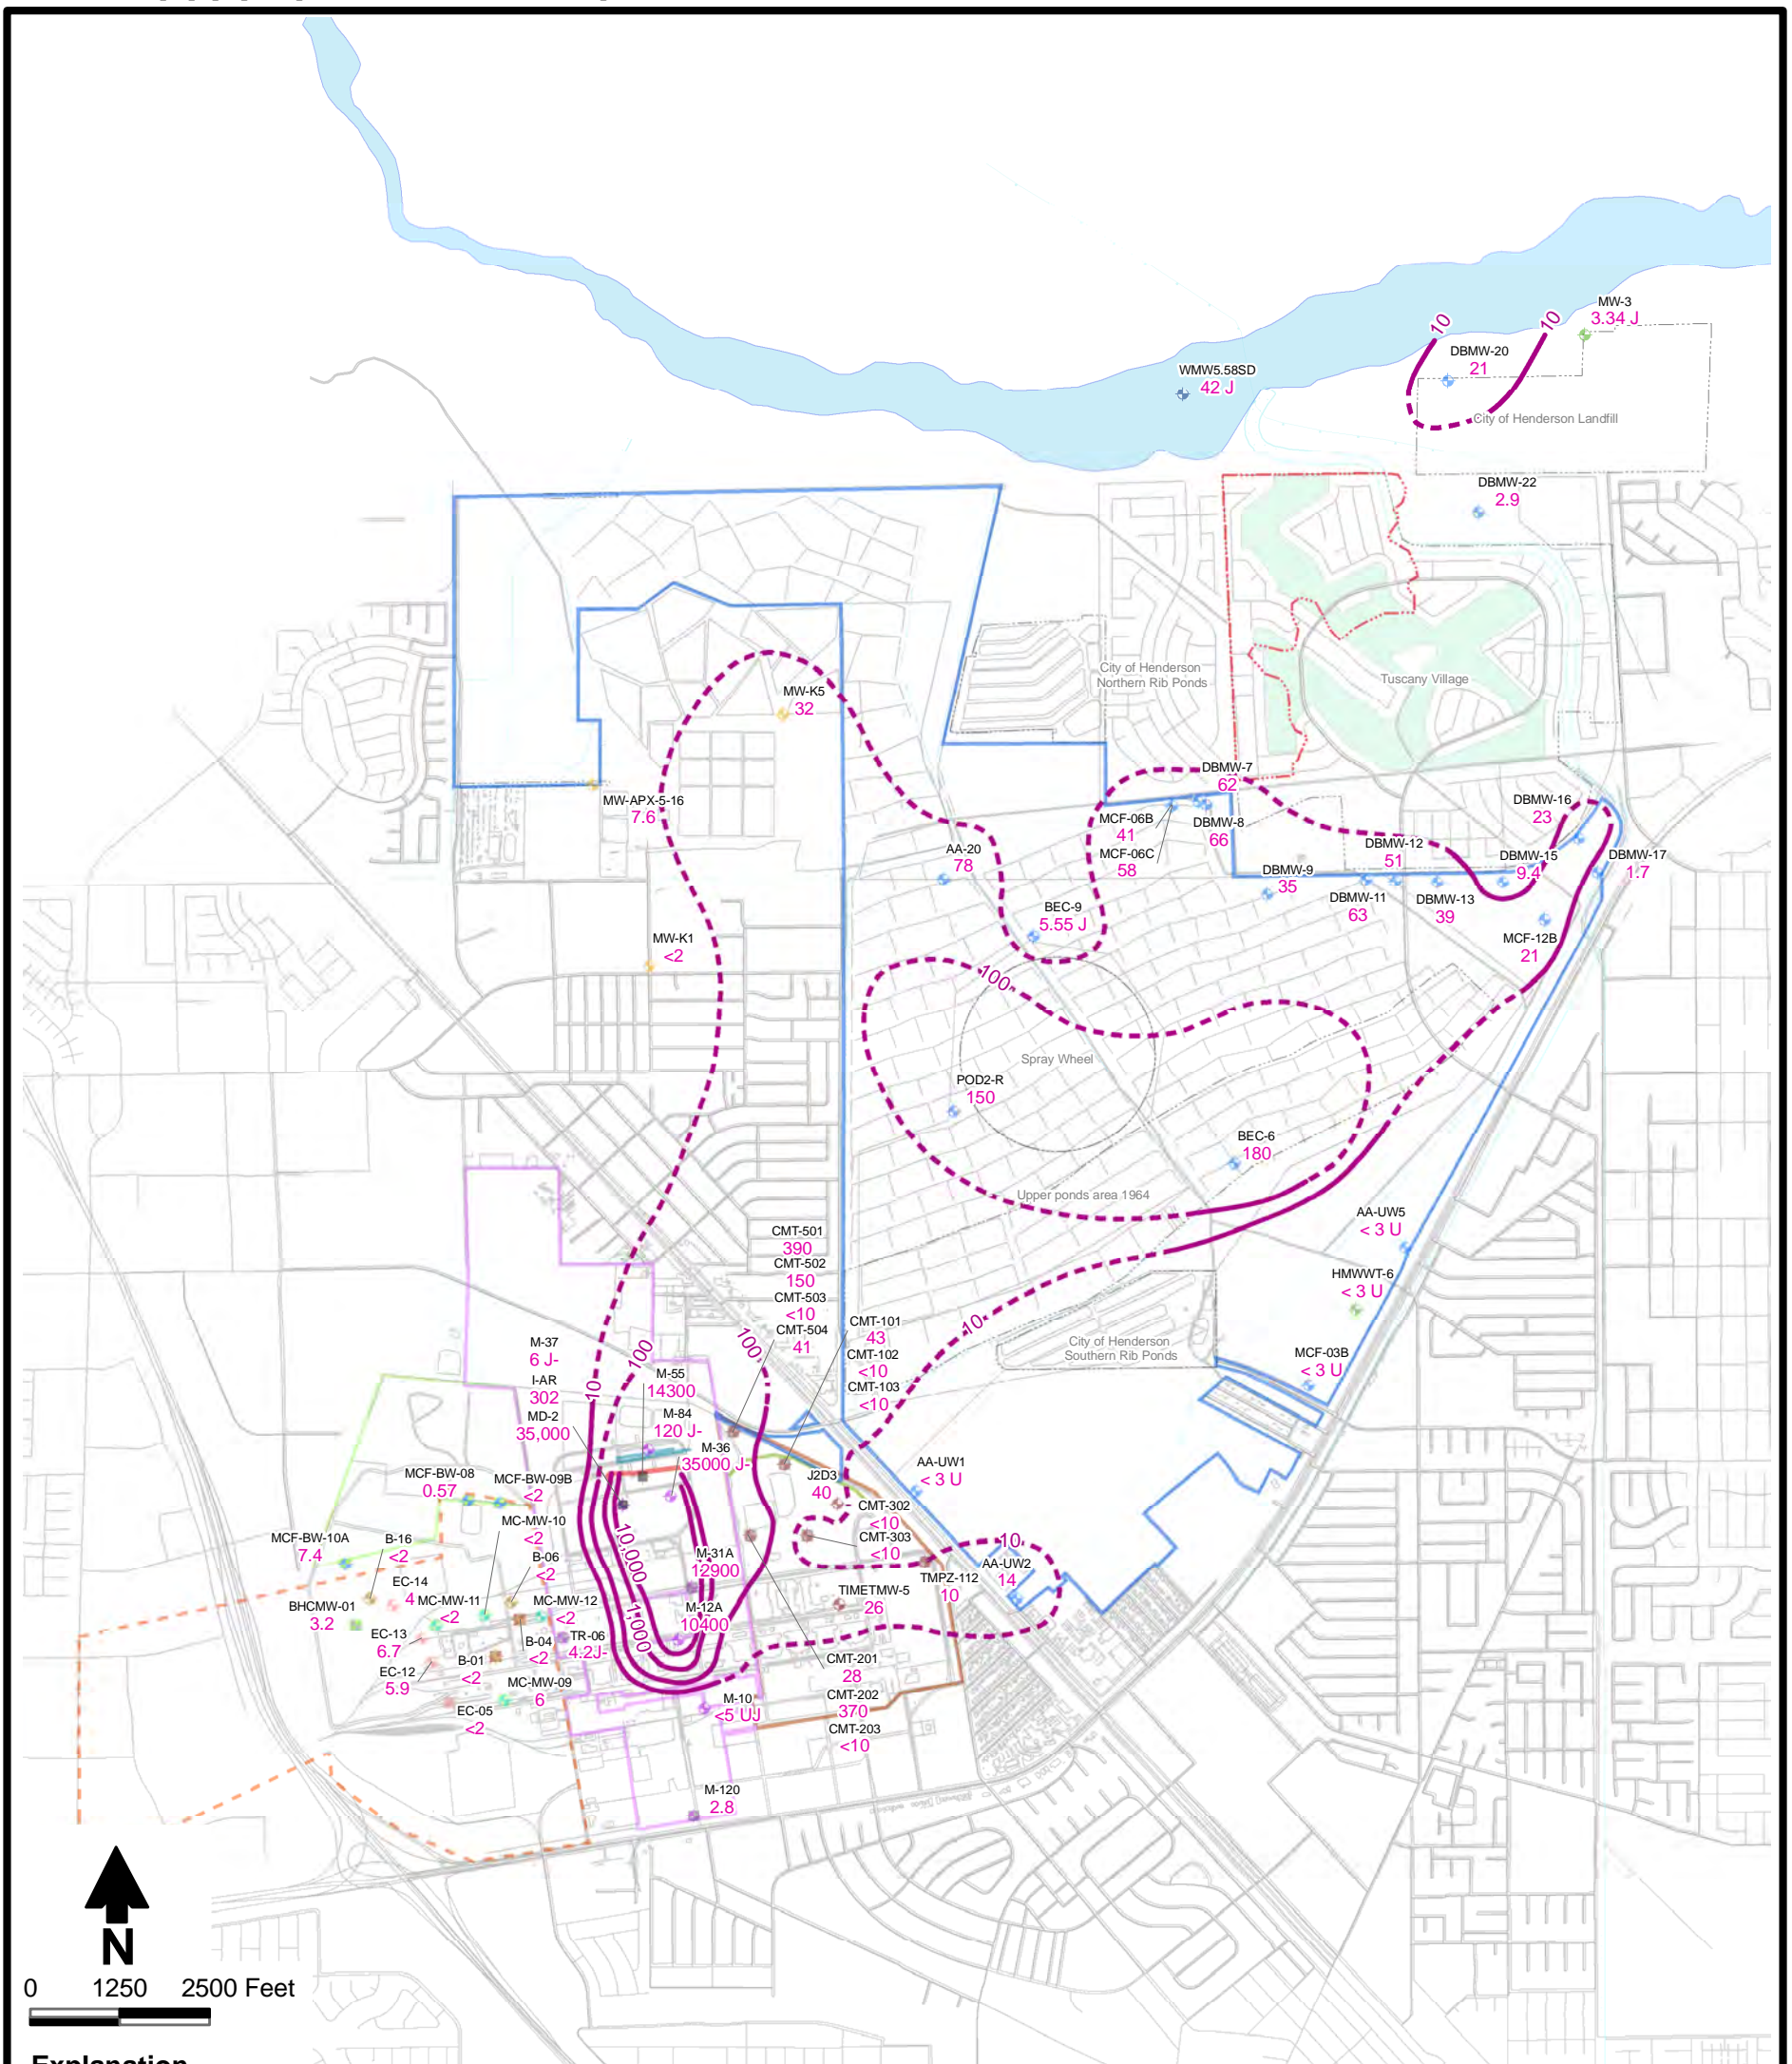 MW-3
3.34 J
10
10
DBMW-20
21
WMW5.58SD
42 J
City of Henderson Landfill
DBMW-22
2.9
City of Henderson
Northern Rib Ponds
Tuscany Village
MW-K5
32
DBMW-7
62
MW-APX-5-16
7.6
DBMW-16
23
MCF-06B
41
DBMW-8
66
DBMW-12
51
AA-20
78
MCF-06C
58
DBMW-15
9.4
DBMW-17
1.7
DBMW-9
35
DBMW-11
63
DBMW-13
39
BEC-9
5.55 J
MCF-12B
21
MW-K1
<2
100
Spray Wheel
POD2-R
150
BEC-6
180
Upper ponds area 1964
AA-UW5
< 3 U
CMT-501
390
CMT-502
150
CMT-503
<10
CMT-504
41
HMWWT-6
< 3 U
CMT-101
43
CMT-102
<10
CMT-103
<10
10
City of Henderson
Southern Rib Ponds
MCF-03B
< 3 U
M-37
6 J-
I-AR
302
MD-2
35,000
10
100
100
M-55
14300
M-84
120 J-
M-36
35000 J-
MCF-BW-08
0.57
MCF-BW-09B
<2
J2D3
40
AA-UW1
< 3 U
CMT-302
<10
CMT-303
<10
MC-MW-10
<2
MCF-BW-10A
7.4
B-16
<2
B-06
<2
10,000
M-31A
12900
10
AA-UW2
14
TMPZ-112
10
EC-14
4
MC-MW-11
<2
MC-MW-12
<2
BHCMW-01
3.2
TIMETMW-5
26
M-12A
10400
1,000
EC-13
6.7
B-04
<2
TR-06
4.2J-
B-01
<2
EC-12
5.9
CMT-201
28
CMT-202
370
CMT-203
<10
MC-MW-09
6
EC-05
<2
M-10
<5 UJ
M-120
2.8
N
0 1250 2500 Feet
Explanation